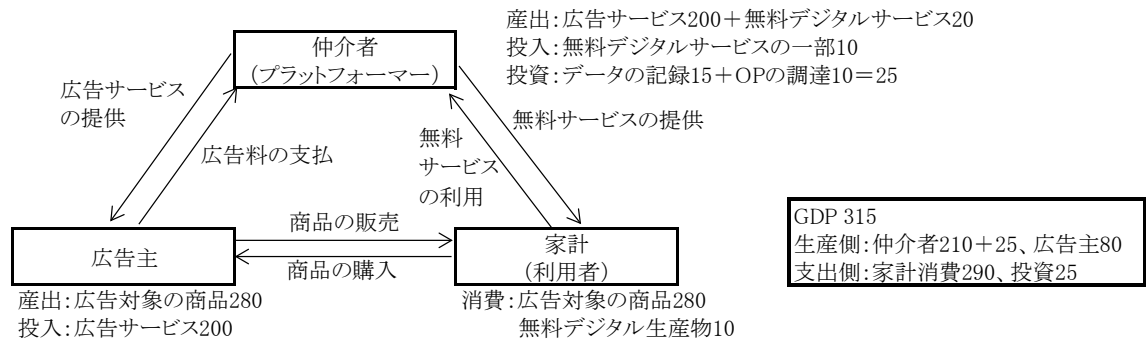 産出：広告サービス200＋無料デジタルサービス20
投入：無料デジタルサービスの一部10
投資：データの記録15＋OPの調達10＝25
仲介者
（プラットフォーマー）
広告サービス
の提供
無料サービスの提供
広告料の支払
無料
サービス
の利用
商品の販売
広告主
商品の購入
家計
（利用者）
GDP 315
生産側：仲介者210＋25、広告主80
支出側：家計消費290、投資25
産出：広告対象の商品280
投入：広告サービス200
消費：広告対象の商品280
無料デジタル生産物10